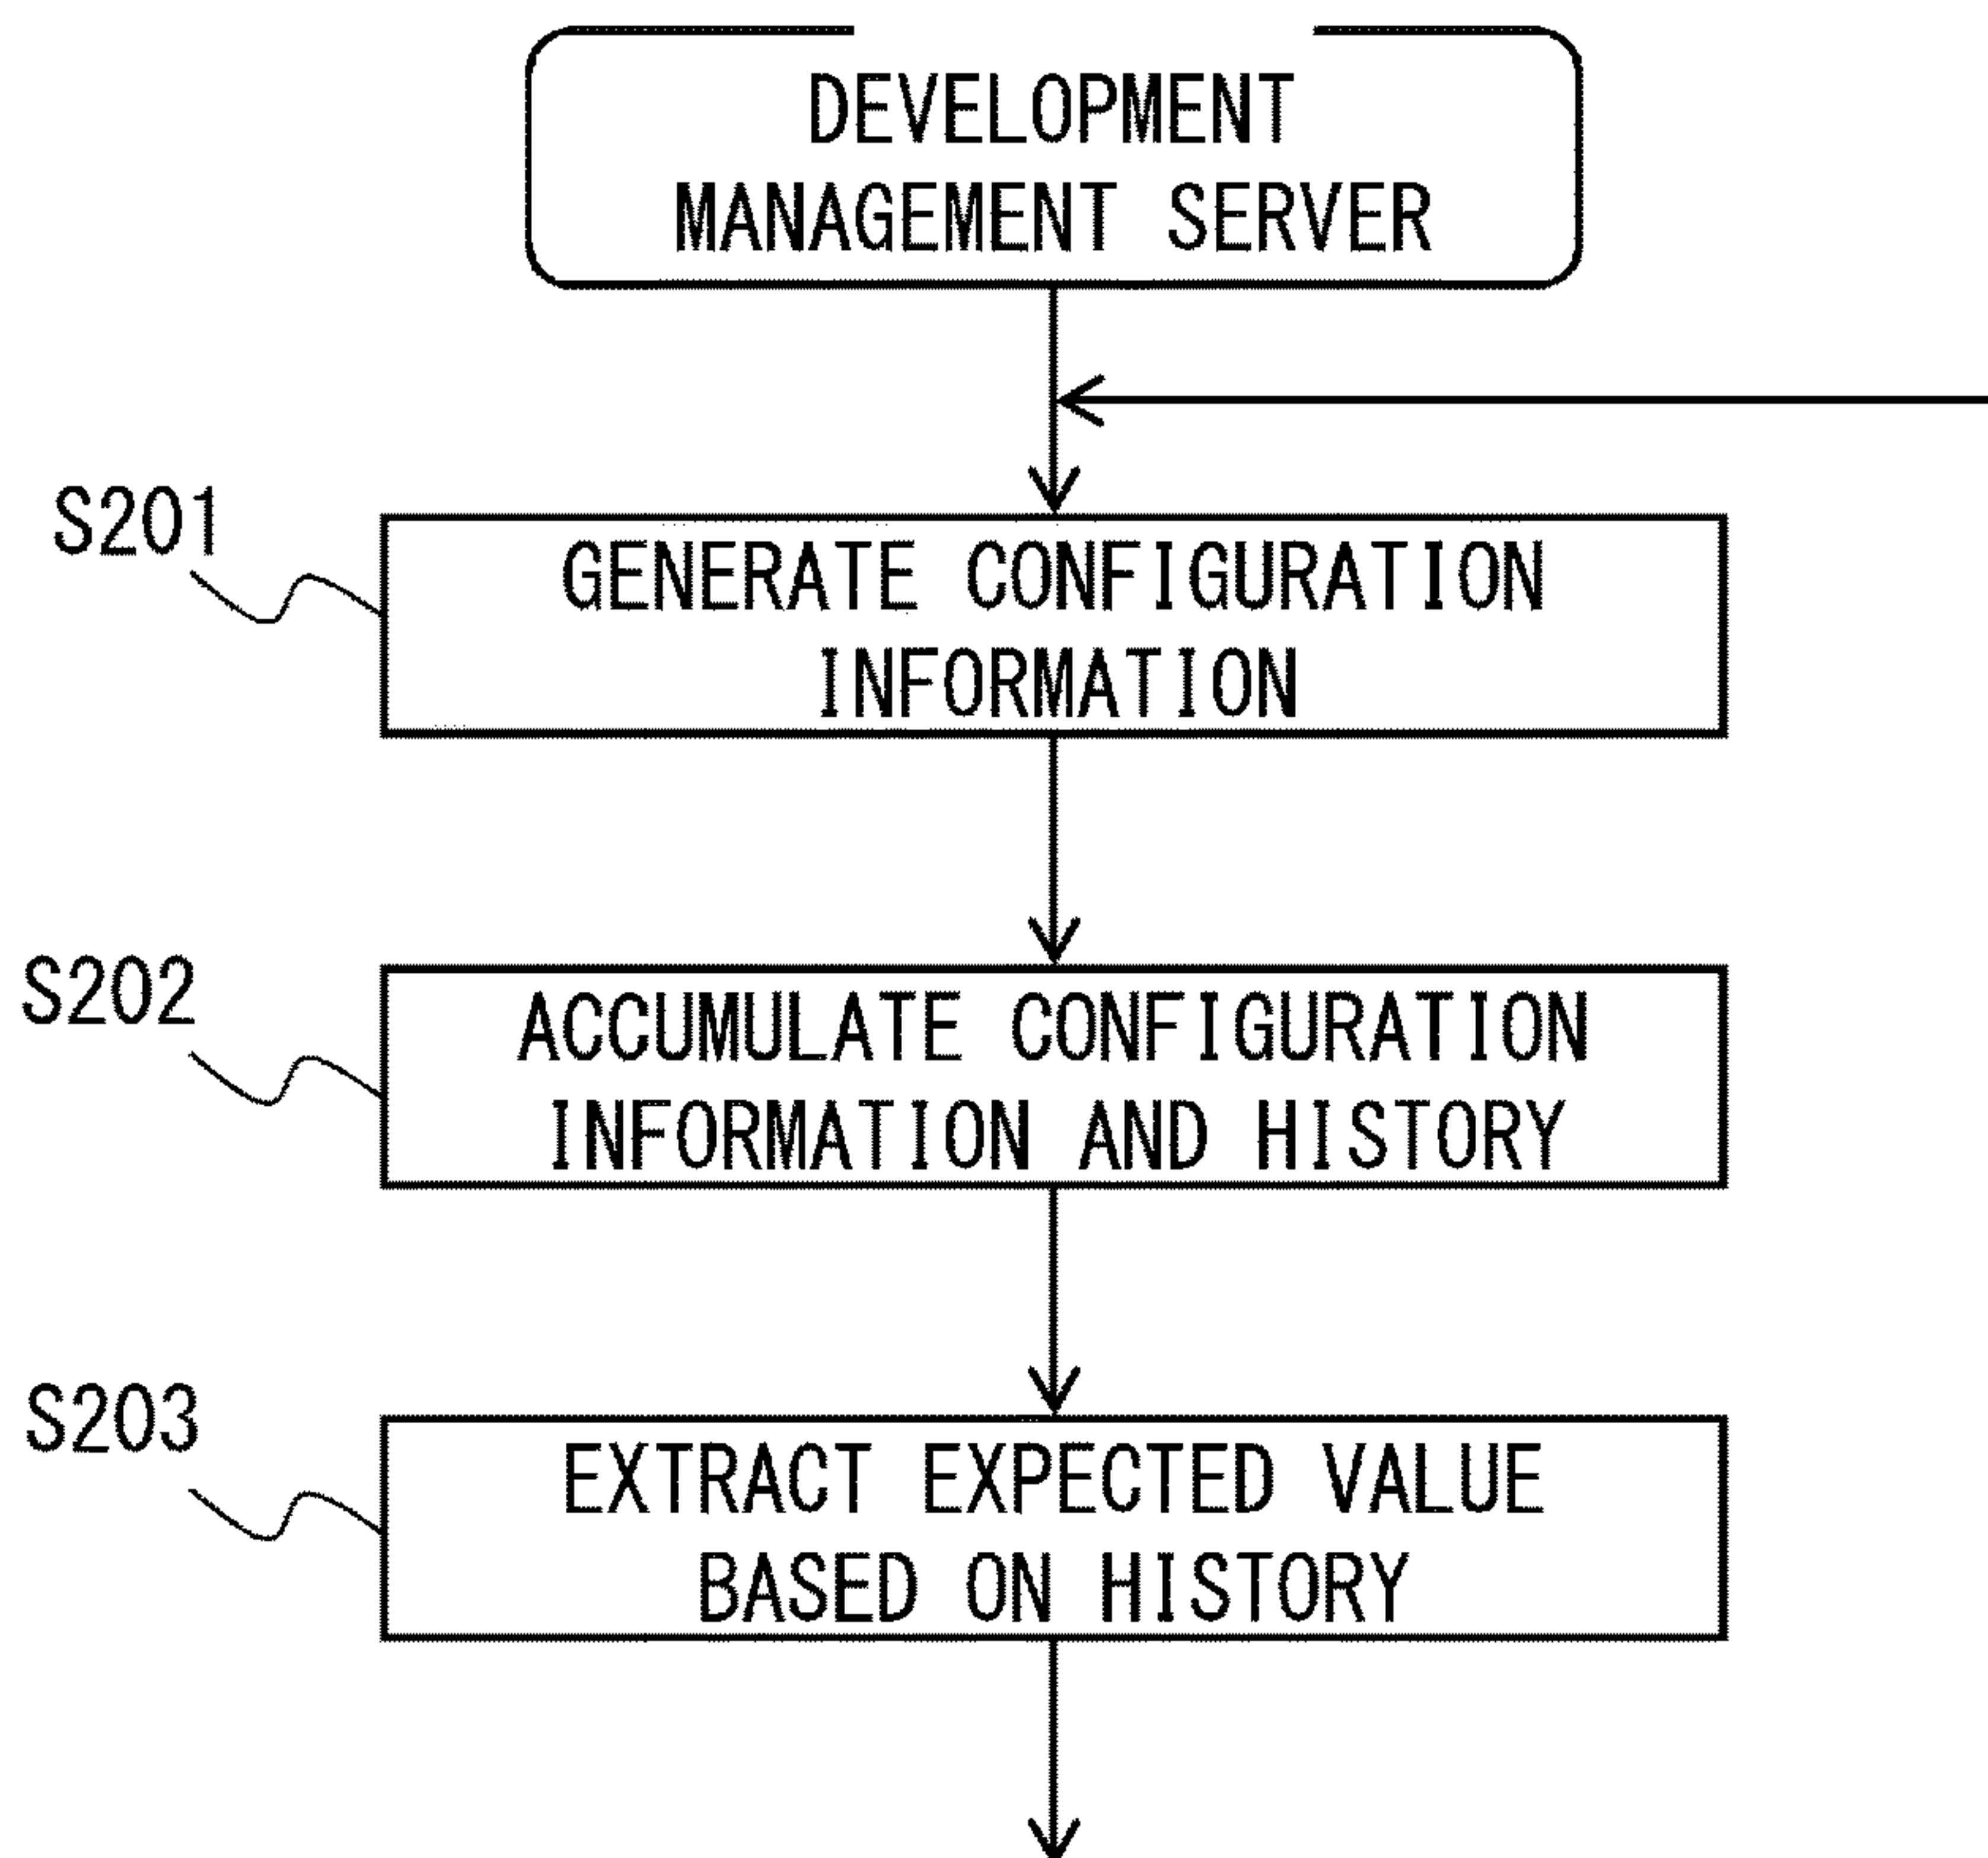 DEVELOPMENT
MANAGEMENT SERVER
S201
GENERATE CONFIGURATION
INFORMATION
S202
ACCUMULATE CONFIGURATION
INFORMATION AND HISTORY
S203
EXTRACT EXPECTED VALUE
BASED ON HISTORY